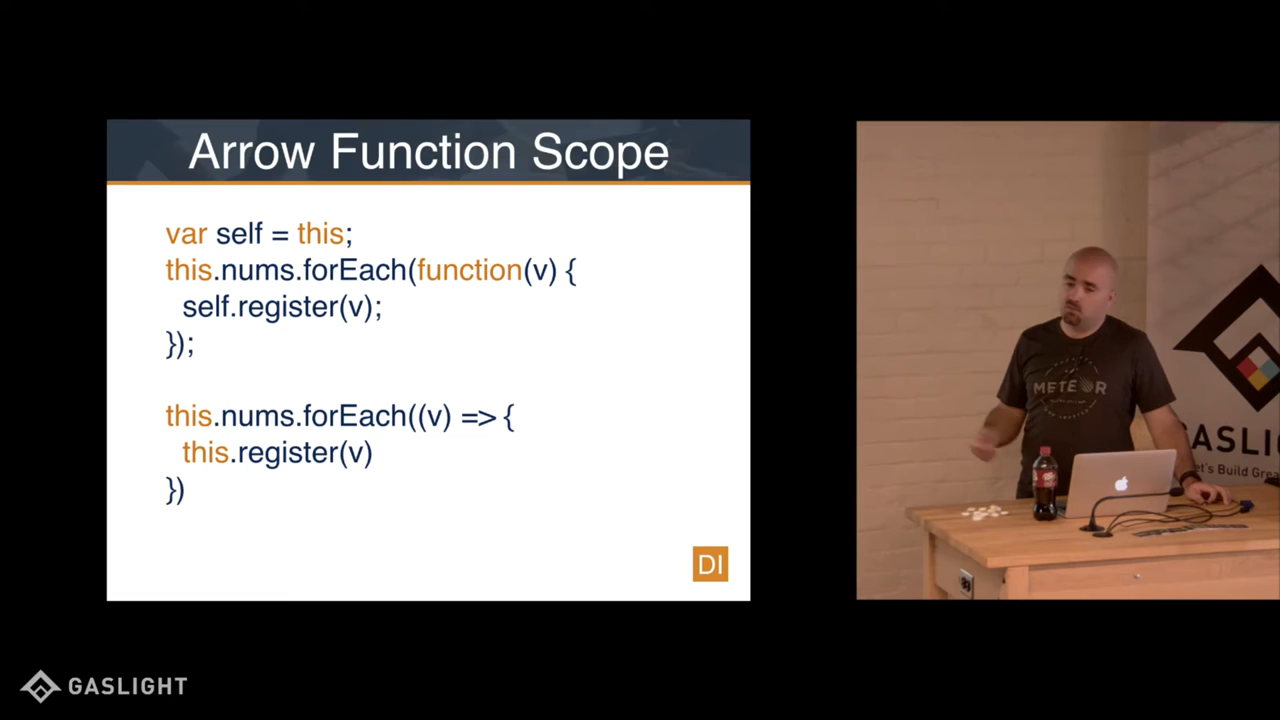 Arrow Function Scope
var self = this;
this.nums.forEach(function(v) {
self.register(v);
});
this.nums.forEach((v) => {
this.register(v)
})
DI
METEOR
GASLIGHT